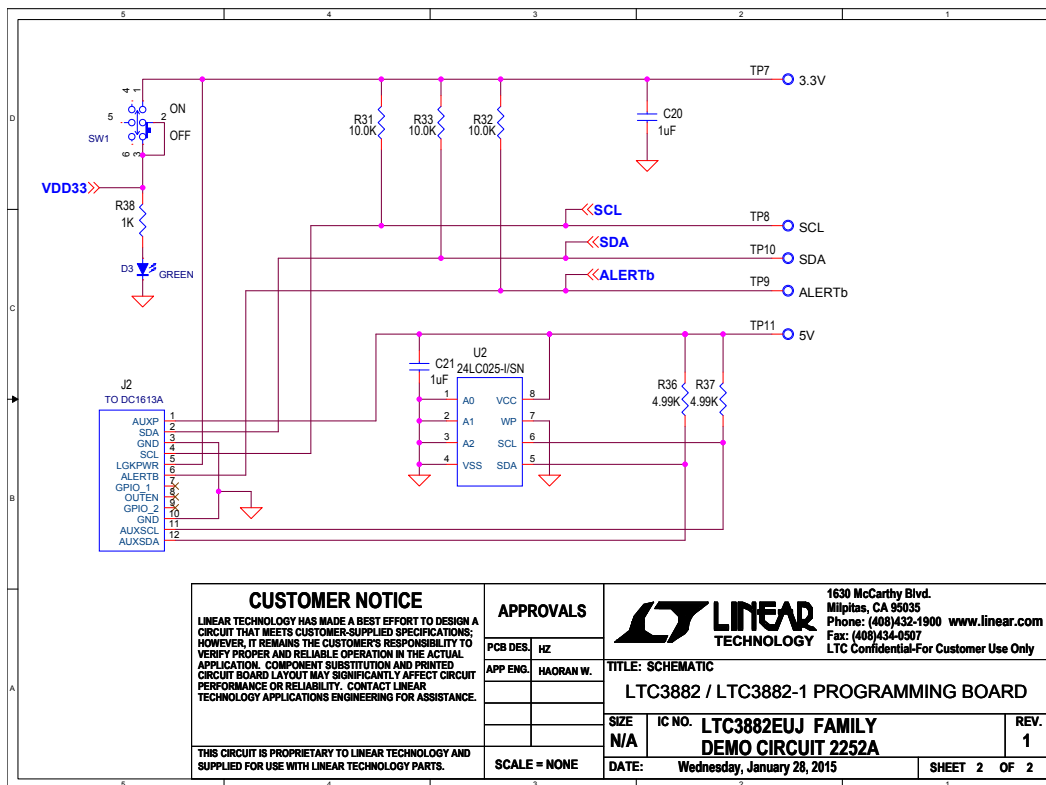 5 4 3 2 1
D
C
B
A
TP7
3.3V
4 1
ON
5 2
OFF
SW1
6 3
R31
10.0K
R33
10.0K
R32
10.0K
C20
1uF
VDD33
R38
1K
D3
GREEN
SCL
TP8
SCL
SDA
TP10
SDA
ALERTb
TP9
ALERTb
TP11
5V
C21
1uF
U2
24LC025-I/SN
1 A0 VCC 8
2 A1 WP 7
3 A2 SCL 6
4 VSS SDA 5
R36
4.99K
R37
4.99K
J2
TO DC1613A
AUXP 1
SDA 2
GND 3
SCL 4
LGKPWR 5
ALERTB 6
GPIO_1 7
OUTEN 8
GPIO_2 9
GND 10
AUXSCL 11
AUXSDA 12
CUSTOMER NOTICE
LINEAR TECHNOLOGY HAS MADE A BEST EFFORT TO DESIGN A
CIRCUIT THAT MEETS CUSTOMER-SUPPLIED SPECIFICATIONS;
HOWEVER, IT REMAINS THE CUSTOMER'S RESPONSIBILITY TO
VERIFY PROPER AND RELIABLE OPERATION IN THE ACTUAL
APPLICATION. COMPONENT SUBSTITUTION AND PRINTED
CIRCUIT BOARD LAYOUT MAY SIGNIFICANTLY AFFECT CIRCUIT
PERFORMANCE OR RELIABILITY. CONTACT LINEAR
TECHNOLOGY APPLICATIONS ENGINEERING FOR ASSISTANCE.
THIS CIRCUIT IS PROPRIETARY TO LINEAR TECHNOLOGY AND
SUPPLIED FOR USE WITH LINEAR TECHNOLOGY PARTS.
APPROVALS
PCB DES. HZ
APP ENG. HAORAN W.
SCALE = NONE
LINEAR
TECHNOLOGY
1630 McCarthy Blvd.
Milpitas, CA 95035
Phone: (408)432-1900 www.linear.com
Fax: (408)434-0507
LTC Confidential-For Customer Use Only
TITLE: SCHEMATIC
LTC3882 / LTC3882-1 PROGRAMMING BOARD
SIZE
N/A
IC NO. LTC3882EUJ FAMILY
DEMO CIRCUIT 2252A
REV.
1
DATE: Wednesday, January 28, 2015
SHEET 2 OF 2
5 4 3 2 1